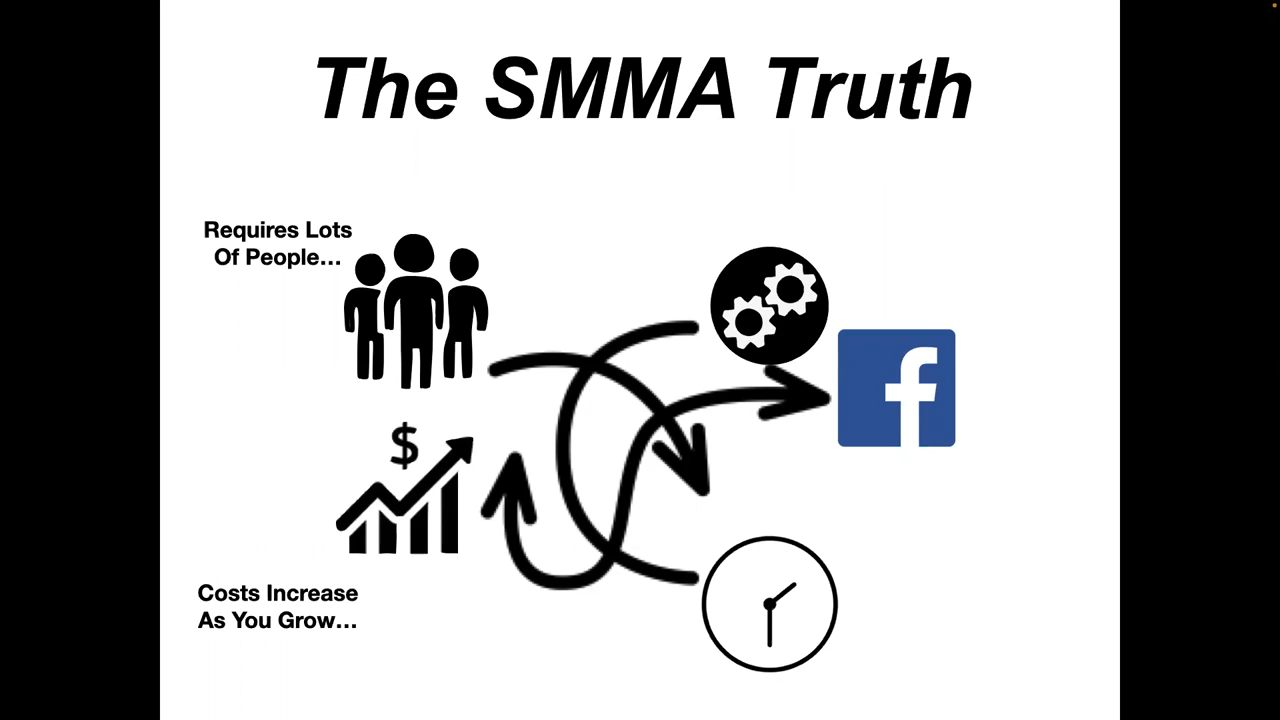 The SMMA Truth
Requires Lots
Of People…
$
f
Costs Increase
As You Grow…